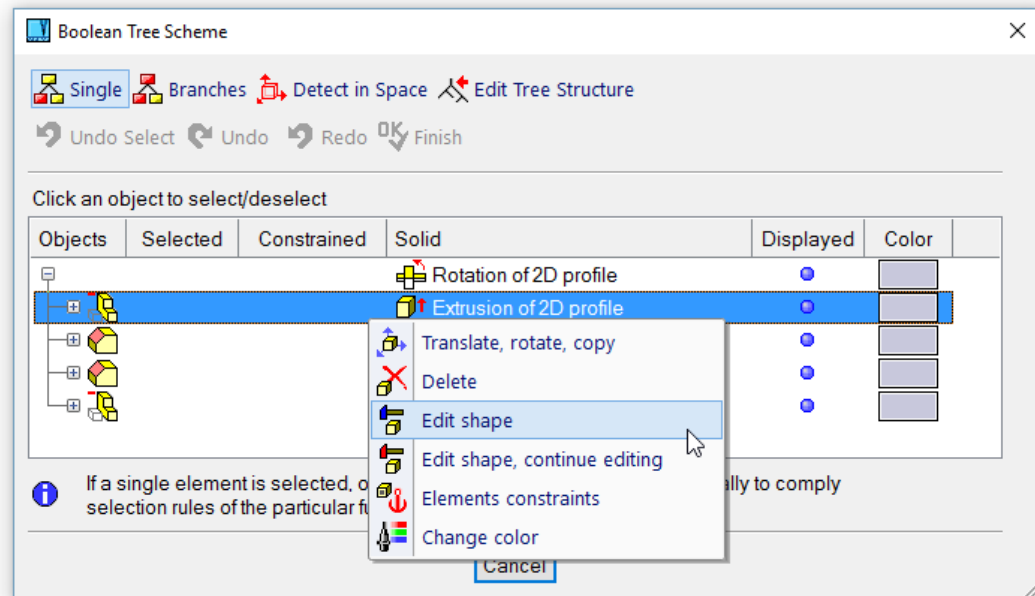 Boolean Tree Scheme
Single Branches Detect in Space Edit Tree Structure
Undo Select Undo Redo OK Finish
Click an object to select/deselect
Objects Selected Constrained Solid Displayed Color
Rotation of 2D profile
Extrusion of 2D profile
Translate, rotate, copy
Delete
Edit shape
Edit shape, continue editing
Elements constraints
Change color
If a single element is selected, o ally to comply
selection rules of the particular fu
Cancel